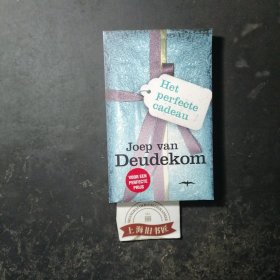 Het
perfecte
cadeau
Joep van
Deudekom
VOOR EEN
PERFECTE
PRIJS
上海旧书店